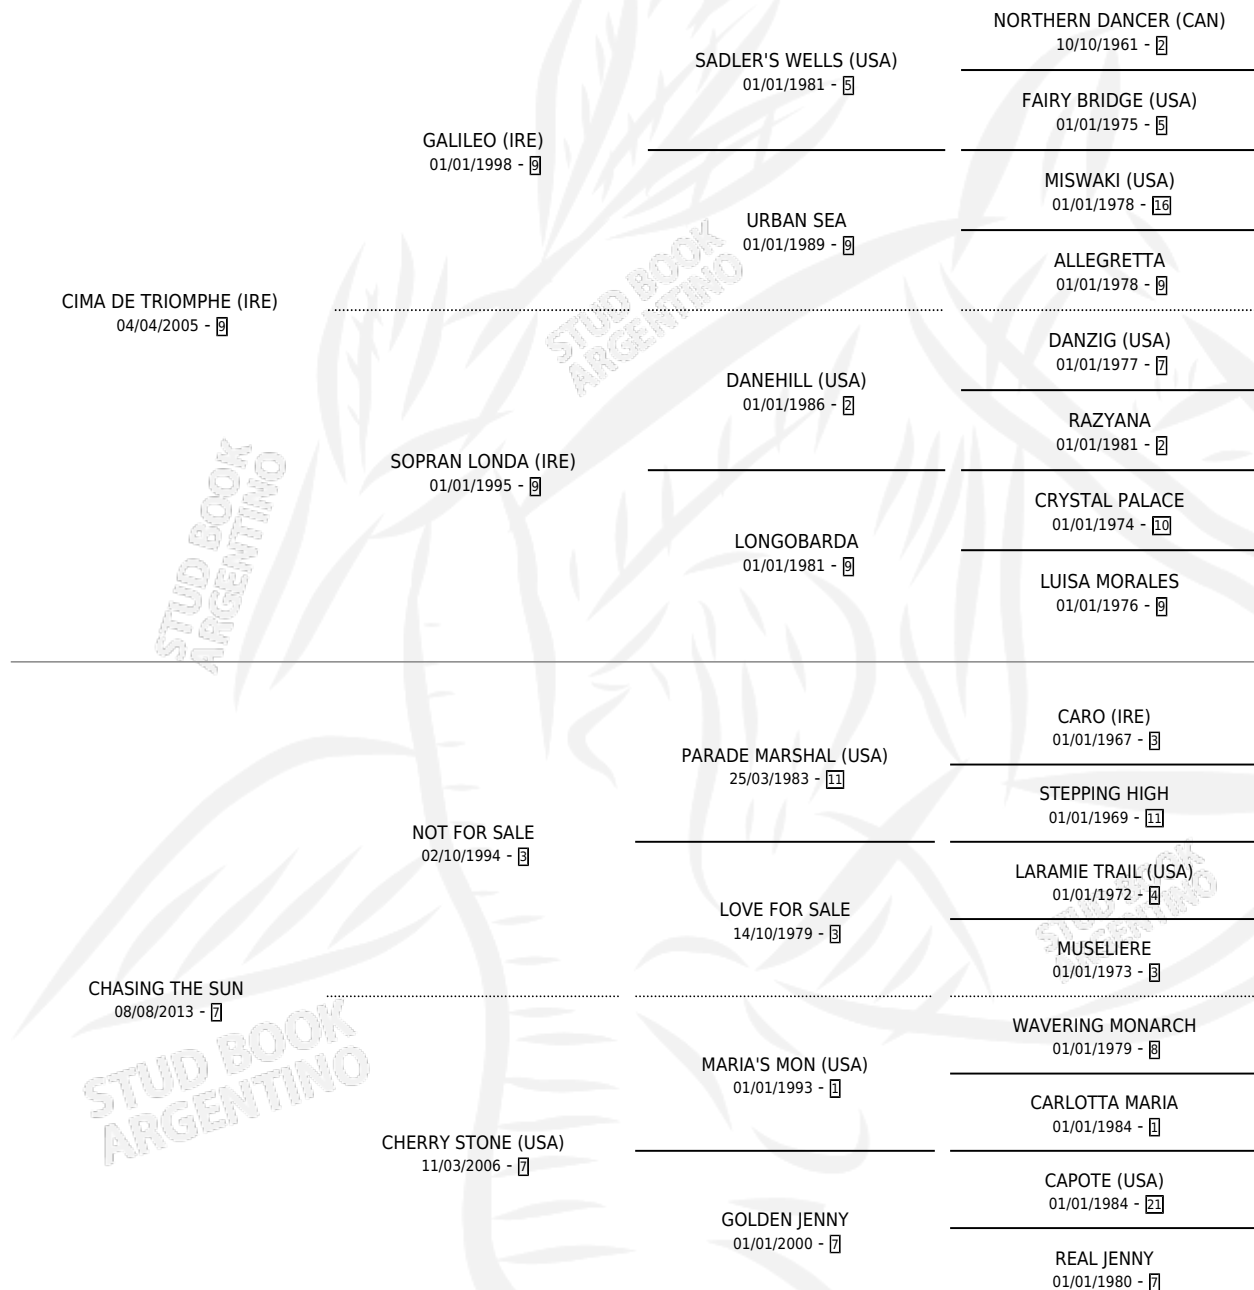 NORTHERN DANCER (CAN)
10/10/1961 - 2
SADLER'S WELLS (USA)
01/01/1981 - 5
FAIRY BRIDGE (USA)
01/01/1975 - 5
GALILEO (IRE)
01/01/1998 - 9
MISWAKI (USA)
01/01/1978 - 16
URBAN SEA
01/01/1989 - 9
ALLEGRETTA
01/01/1978 - 9
CIMA DE TRIOMPHE (IRE)
04/04/2005 - 9
DANZIG (USA)
01/01/1977 - 7
DANEHILL (USA)
01/01/1986 - 2
RAZYANA
01/01/1981 - 2
SOPRAN LONDA (IRE)
01/01/1995 - 9
CRYSTAL PALACE
01/01/1974 - 10
LONGOBARDA
01/01/1981 - 9
LUISA MORALES
01/01/1976 - 9
CARO (IRE)
01/01/1967 - 3
PARADE MARSHAL (USA)
25/03/1983 - 11
STEPPING HIGH
01/01/1969 - 11
NOT FOR SALE
02/10/1994 - 3
LARAMIE TRAIL (USA)
01/01/1972 - 4
LOVE FOR SALE
14/10/1979 - 3
MUSELIERE
01/01/1973 - 3
CHASING THE SUN
08/08/2013 - 7
WAVERING MONARCH
01/01/1979 - 8
MARIA'S MON (USA)
01/01/1993 - 1
CARLOTTA MARIA
01/01/1984 - 1
CHERRY STONE (USA)
11/03/2006 - 7
CAPOTE (USA)
01/01/1984 - 21
GOLDEN JENNY
01/01/2000 - 7
REAL JENNY
01/01/1980 - 7
STUD BOOK
ARGENTINO
STUD BOOK
ARGENTINO
STUD BOOK
ARGENTINO
STUD BOOK
ARGENTINO